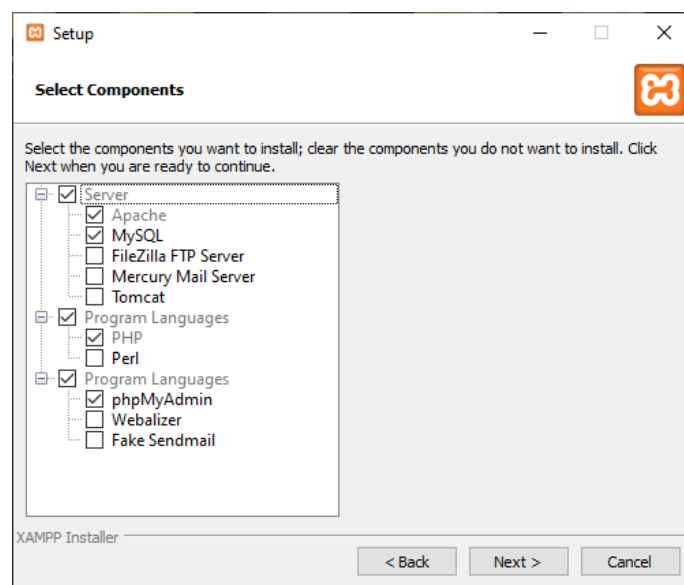 Setup
Select Components
Select the components you want to install; clear the components you do not want to install. Click
Next when you are ready to continue.
Server
Apache
MySQL
FileZilla FTP Server
Mercury Mail Server
Tomcat
Program Languages
PHP
Perl
Program Languages
phpMyAdmin
Webalizer
Fake Sendmail
XAMPP Installer
< Back
Next >
Cancel